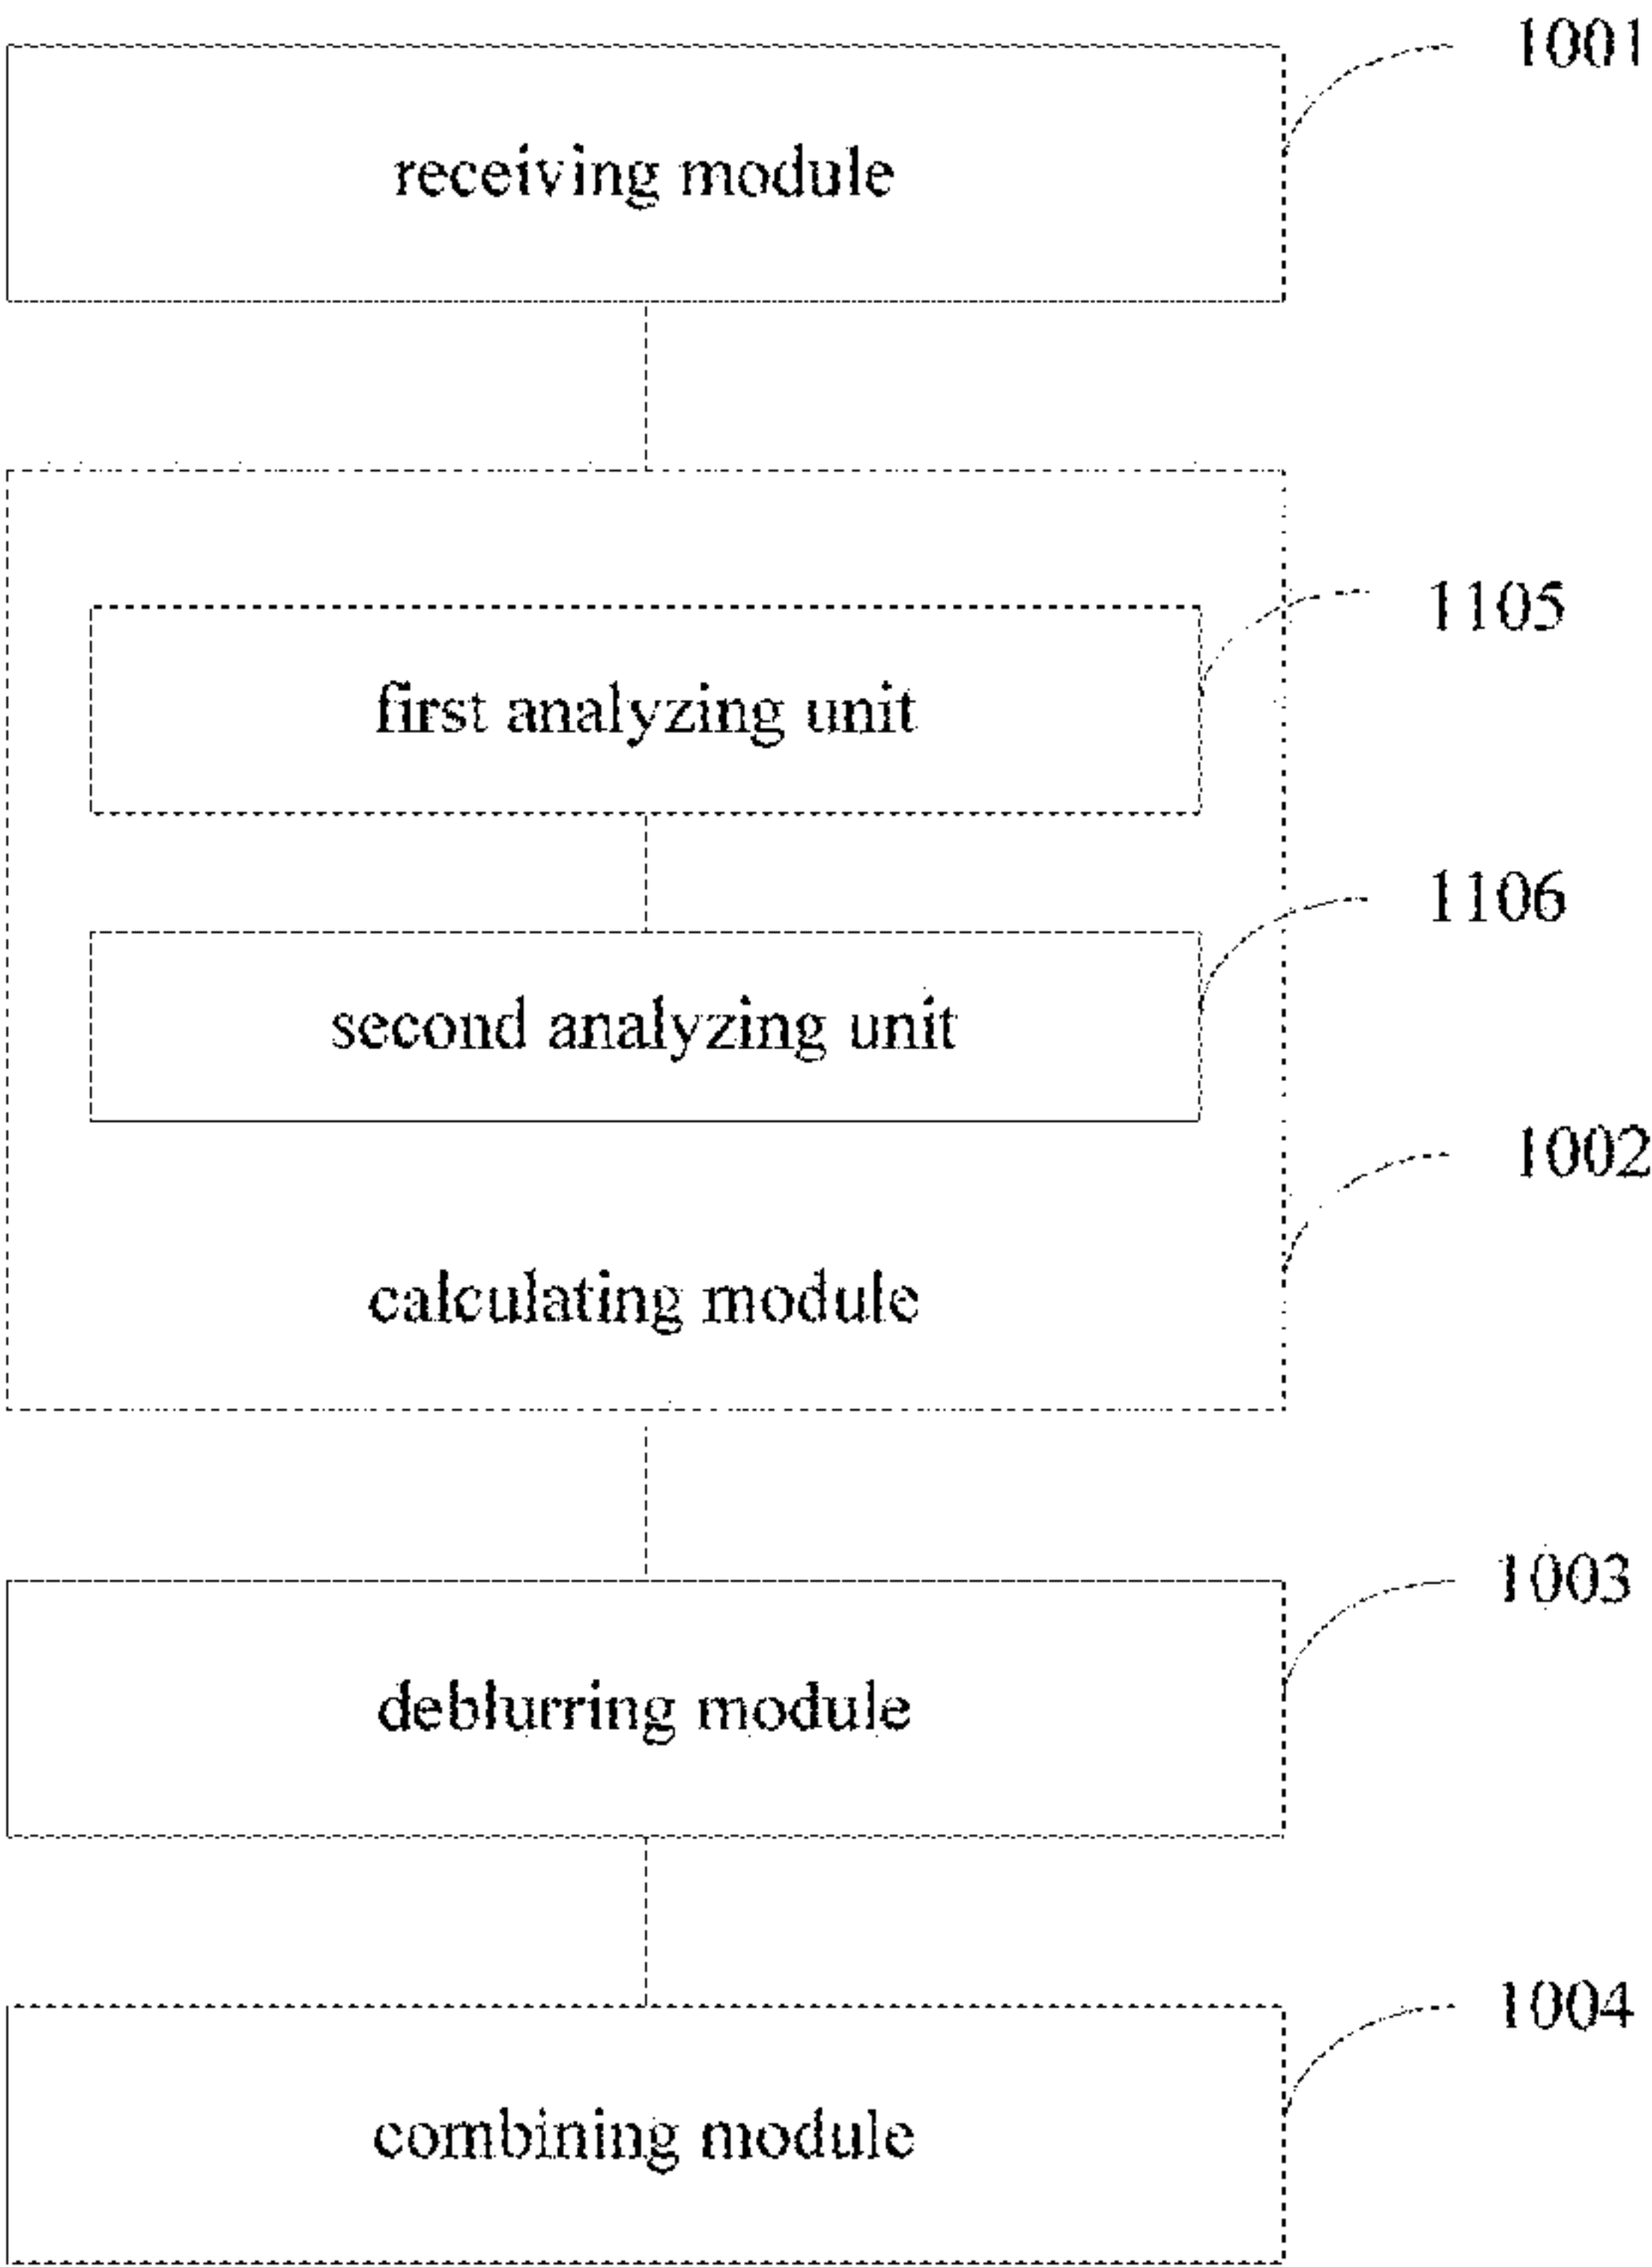 1001
receiving module
1105
first analyzing unit
1106
second analyzing unit
1002
calculating module
1003
deblurring module
1004
combining module